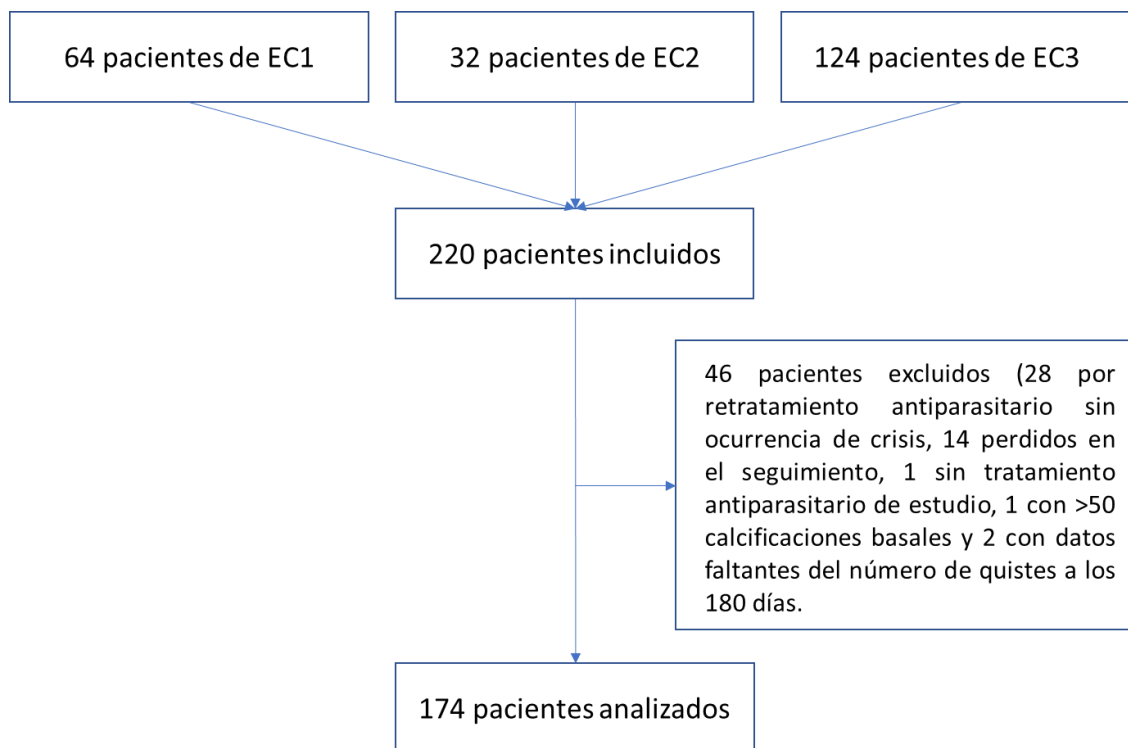 64 pacientes de EC1
32 pacientes de EC2
124 pacientes de EC3
220 pacientes incluidos
46 pacientes excluidos (28 por
retratamiento antiparasitario sin
ocurrencia de crisis, 14 perdidos en
el seguimiento, 1 sin tratamiento
antiparasitario de estudio, 1 con >50
calcificaciones basales y 2 con datos
faltantes del número de quistes a los
180 días.
174 pacientes analizados